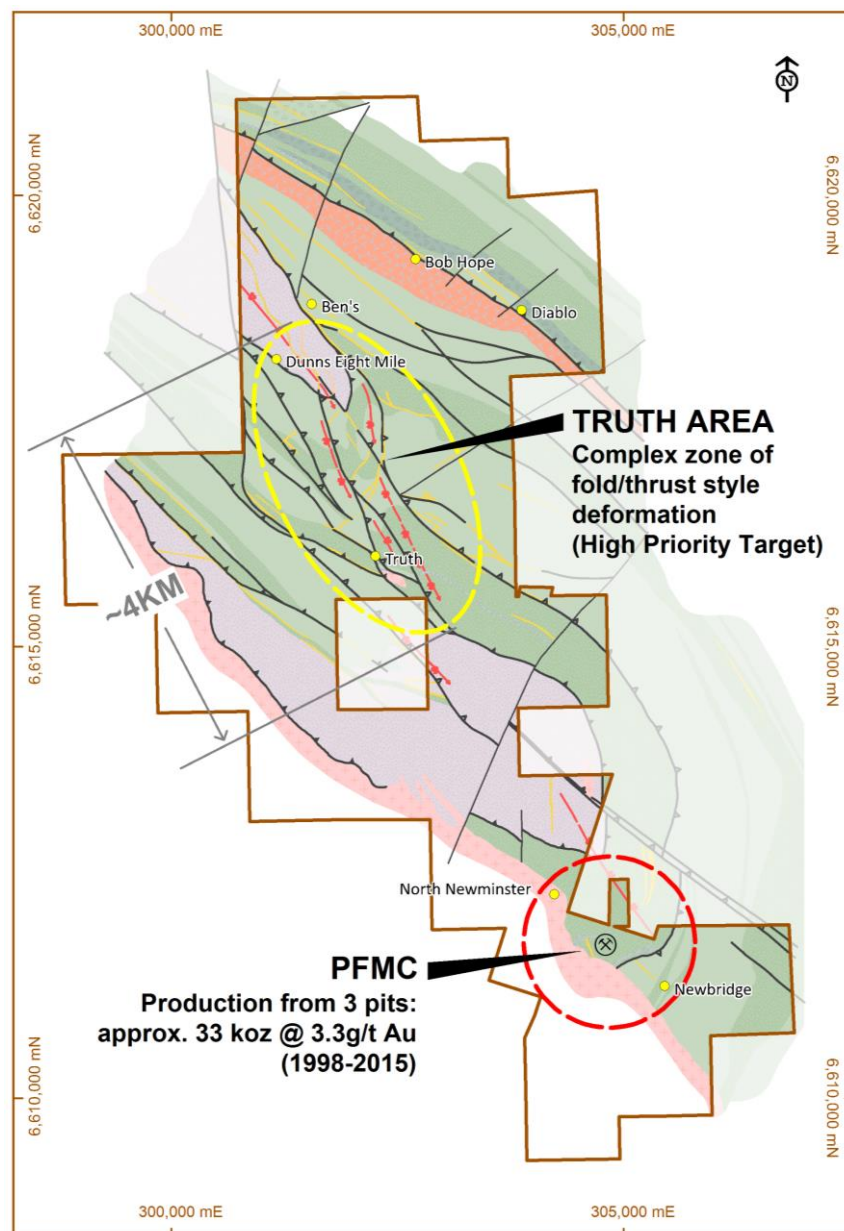 300,000 mE
305,000 mE
N
6,620,000 mN
6,620,000 mN
Bob Hope
Ben's
Diablo
Dunns Eight Mile
TRUTH AREA
Complex zone of
fold/thrust style
deformation
(High Priority Target)
Truth
~4KM
6,615,000 mN
6,615,000 mN
North Newminster
PFMC
Production from 3 pits:
approx. 33 koz @ 3.3g/t Au
(1998-2015)
Newbridge
6,610,000 mN
6,610,000 mN
300,000 mE
305,000 mE